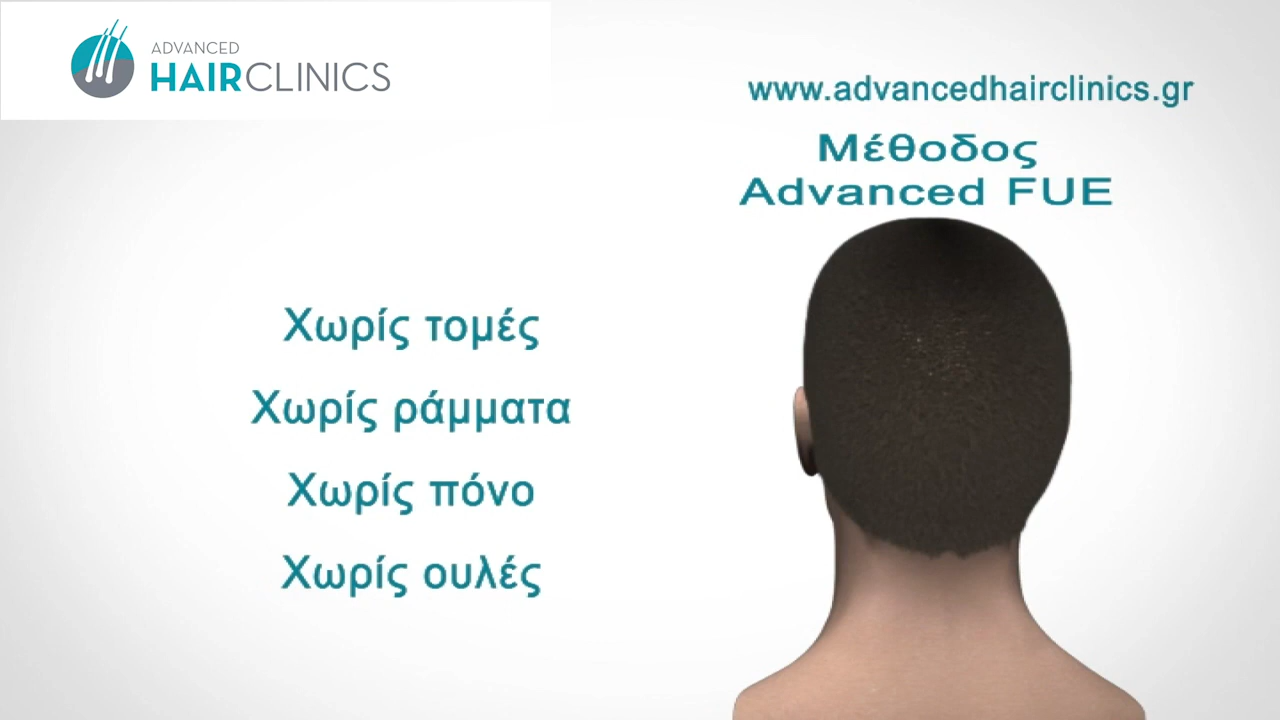 ADVANCED
HAIRCLINICS
www.advancedhairclinics.gr
Μέθοδος
Advanced FUE
Χωρίς τομές
Χωρίς ράμματα
Χωρίς πόνο
Χωρίς ουλές